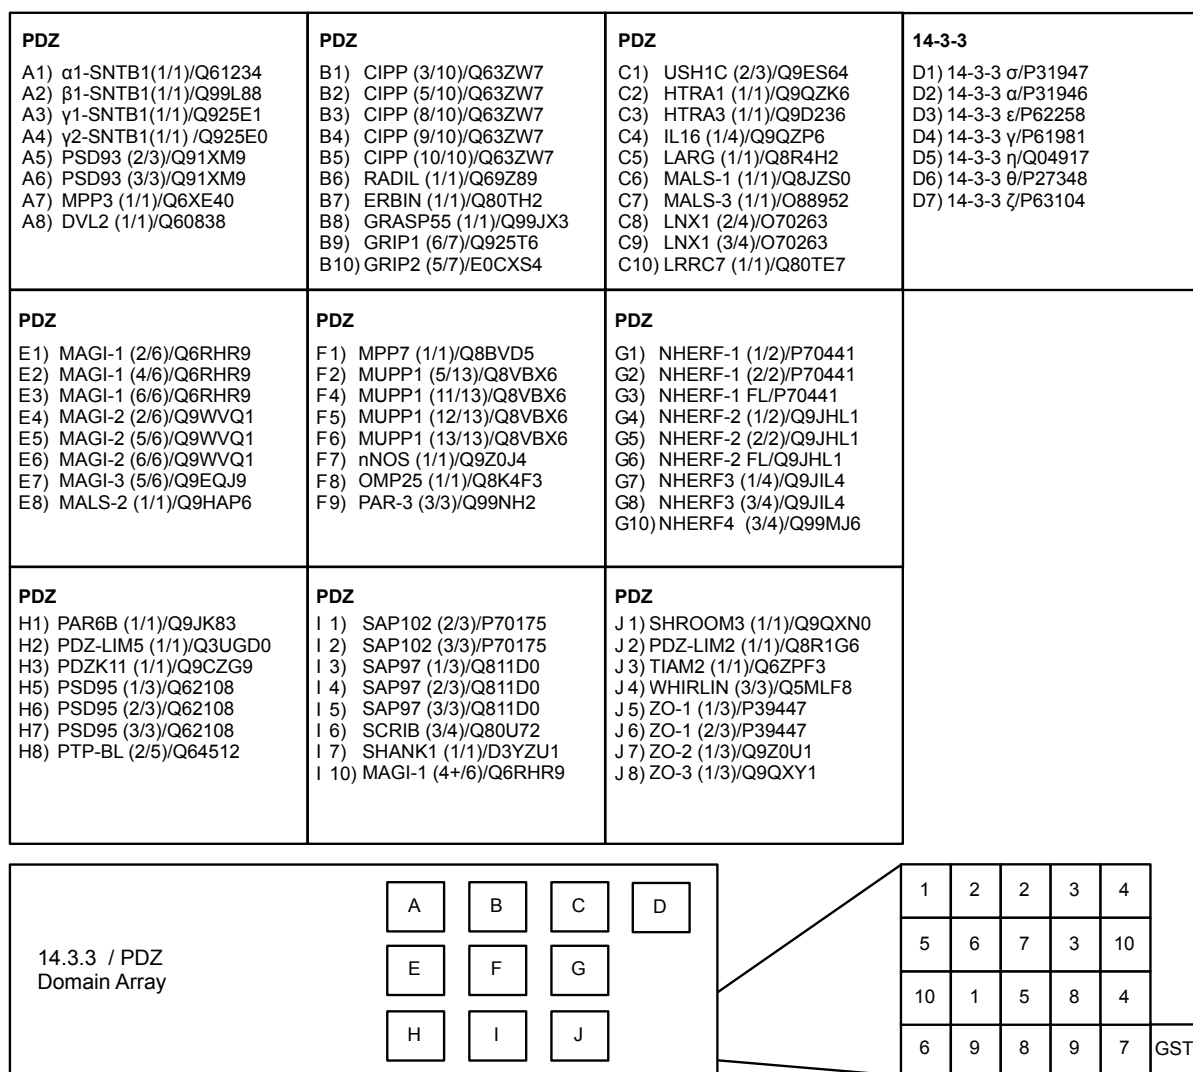 PDZ
A1) α1-SNTB1(1/1)/Q61234
A2) β1-SNTB1(1/1)/Q99L88
A3) γ1-SNTB1(1/1)/Q925E1
A4) γ2-SNTB1(1/1) /Q925E0
A5) PSD93 (2/3)/Q91XM9
A6) PSD93 (3/3)/Q91XM9
A7) MPP3 (1/1)/Q6XE40
A8) DVL2 (1/1)/Q60838
PDZ
B1) CIPP (3/10)/Q63ZW7
B2) CIPP (5/10)/Q63ZW7
B3) CIPP (8/10)/Q63ZW7
B4) CIPP (9/10)/Q63ZW7
B5) CIPP (10/10)/Q63ZW7
B6) RADIL (1/1)/Q69Z89
B7) ERBIN (1/1)/Q80TH2
B8) GRASP55 (1/1)/Q99JX3
B9) GRIP1 (6/7)/Q925T6
B10) GRIP2 (5/7)/E0CXS4
PDZ
C1) USH1C (2/3)/Q9ES64
C2) HTRA1 (1/1)/Q9QZK6
C3) HTRA3 (1/1)/Q9D236
C4) IL16 (1/4)/Q9QZP6
C5) LARG (1/1)/Q8R4H2
C6) MALS-1 (1/1)/Q8JZS0
C7) MALS-3 (1/1)/O88952
C8) LNX1 (2/4)/O70263
C9) LNX1 (3/4)/O70263
C10) LRRC7 (1/1)/Q80TE7
14-3-3
D1) 14-3-3 σ/P31947
D2) 14-3-3 α/P31946
D3) 14-3-3 ε/P62258
D4) 14-3-3 γ/P61981
D5) 14-3-3 η/Q04917
D6) 14-3-3 θ/P27348
D7) 14-3-3 ζ/P63104
PDZ
E1) MAGI-1 (2/6)/Q6RHR9
E2) MAGI-1 (4/6)/Q6RHR9
E3) MAGI-1 (6/6)/Q6RHR9
E4) MAGI-2 (2/6)/Q9WVQ1
E5) MAGI-2 (5/6)/Q9WVQ1
E6) MAGI-2 (6/6)/Q9WVQ1
E7) MAGI-3 (5/6)/Q9EQJ9
E8) MALS-2 (1/1)/Q9HAP6
PDZ
F1) MPP7 (1/1)/Q8BVD5
F2) MUPP1 (5/13)/Q8VBX6
F4) MUPP1 (11/13)/Q8VBX6
F5) MUPP1 (12/13)/Q8VBX6
F6) MUPP1 (13/13)/Q8VBX6
F7) nNOS (1/1)/Q9Z0J4
F8) OMP25 (1/1)/Q8K4F3
F9) PAR-3 (3/3)/Q99NH2
PDZ
G1) NHERF-1 (1/2)/P70441
G2) NHERF-1 (2/2)/P70441
G3) NHERF-1 FL/P70441
G4) NHERF-2 (1/2)/Q9JHL1
G5) NHERF-2 (2/2)/Q9JHL1
G6) NHERF-2 FL/Q9JHL1
G7) NHERF3 (1/4)/Q9JIL4
G8) NHERF3 (3/4)/Q9JIL4
G10) NHERF4 (3/4)/Q99MJ6
PDZ
H1) PAR6B (1/1)/Q9JK83
H2) PDZ-LIM5 (1/1)/Q3UGD0
H3) PDZK11 (1/1)/Q9CZG9
H5) PSD95 (1/3)/Q62108
H6) PSD95 (2/3)/Q62108
H7) PSD95 (3/3)/Q62108
H8) PTP-BL (2/5)/Q64512
PDZ
I 1) SAP102 (2/3)/P70175
I 2) SAP102 (3/3)/P70175
I 3) SAP97 (1/3)/Q811D0
I 4) SAP97 (2/3)/Q811D0
I 5) SAP97 (3/3)/Q811D0
I 6) SCRIB (3/4)/Q80U72
I 7) SHANK1 (1/1)/D3YZU1
I 10) MAGI-1 (4+/6)/Q6RHR9
PDZ
J 1) SHROOM3 (1/1)/Q9QXN0
J 2) PDZ-LIM2 (1/1)/Q8R1G6
J 3) TIAM2 (1/1)/Q6ZPF3
J 4) WHIRLIN (3/3)/Q5MLF8
J 5) ZO-1 (1/3)/P39447
J 6) ZO-1 (2/3)/P39447
J 7) ZO-2 (1/3)/Q9Z0U1
J 8) ZO-3 (1/3)/Q9QXY1
14.3.3 / PDZ
Domain Array
A B C D
E F G
H I J
1 2 2 3 4
5 6 7 3 10
10 1 5 8 4
6 9 8 9 7 GST